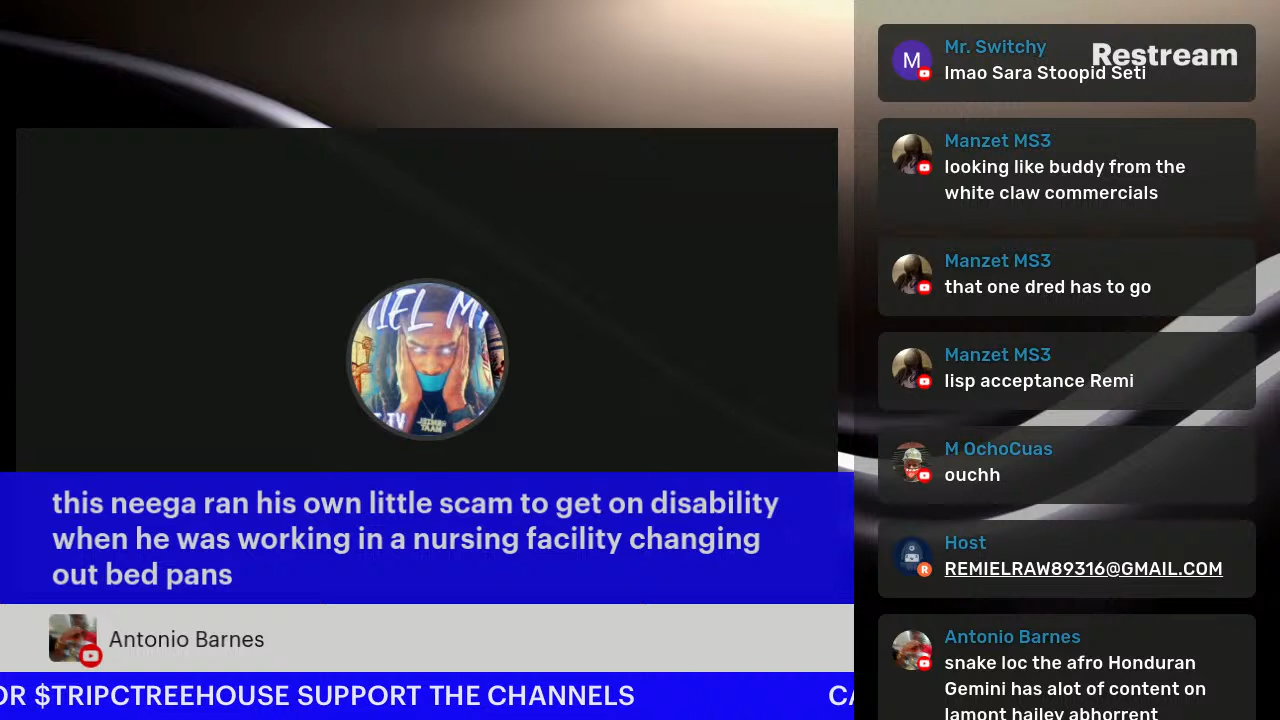 Mr. Switchy
lmao Sara Stoopid Seti
Restream
Manzet MS3
looking like buddy from the
white claw commercials
Manzet MS3
that one dred has to go
Manzet MS3
lisp acceptance Remi
M OchoCuas
ouchh
Host
REMIELRAW89316@GMAIL.COM
Antonio Barnes
snake loc the afro Honduran
Gemini has alot of content on
lamont hailey abhorrent
this neega ran his own little scam to get on disability
when he was working in a nursing facility changing
out bed pans
Antonio Barnes
OR $TRIPCTREEHOUSE SUPPORT THE CHANNELS